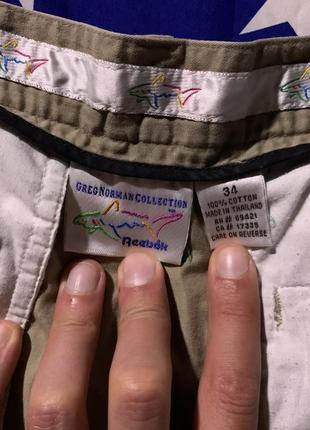 GREG NORMAN COLLECTION
Reebok
34
100% COTTON
MADE IN THAILAND
RN # 69421
CA # 17335
CARE ON REVERSE